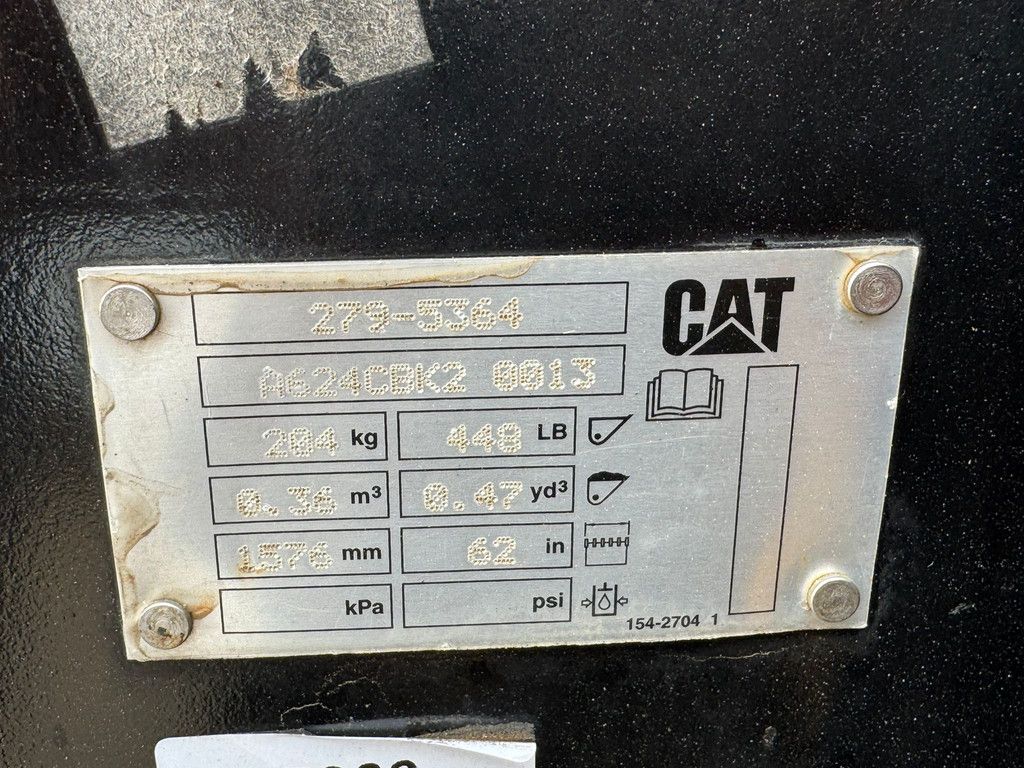 279-5364
CAT
A624CBK2 0013
204 kg 448 LB
0.36 m³ 0.47 yd³
1576 mm 62 in
kPa psi
154-2704 1